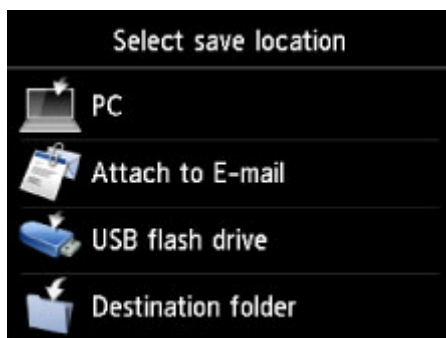 Select save location
PC
Attach to E-mail
USB flash drive
Destination folder